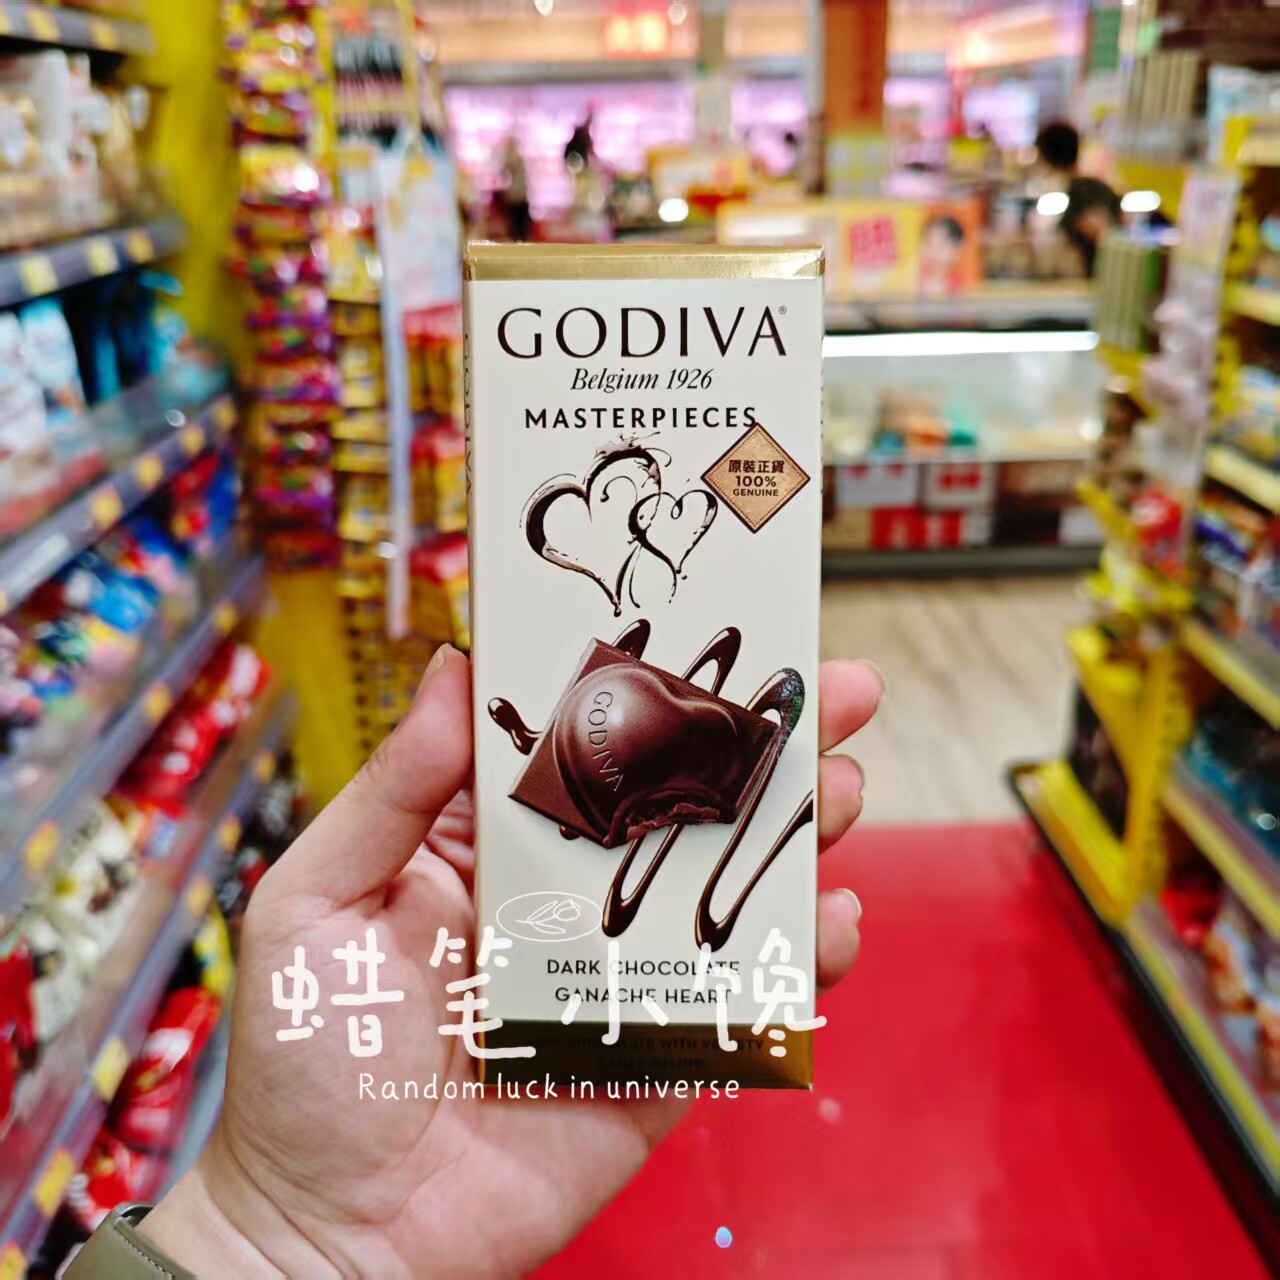 GODIVA®
Belgium 1926
MASTERPIECES
原裝正貨
100%
GENUINE
GODIVA
GODIVA
DARK CHOCOLATE
GANACHE HEART
蜡笔小馋
Random luck in universe